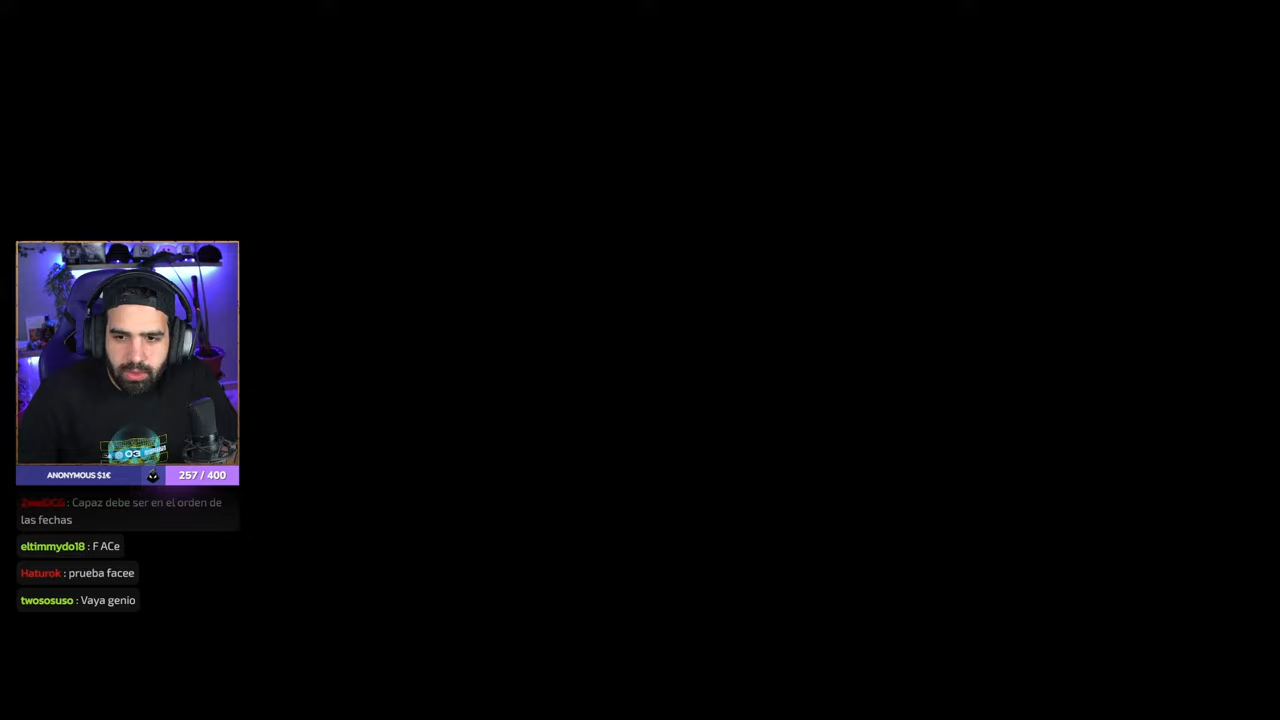 03
ANONYMOUS $1€
257 / 400
: Capaz debe ser en el orden de
las fechas
eltimmydo18 : F ACe
Haturok : prueba facee
twososuso : Vaya genio